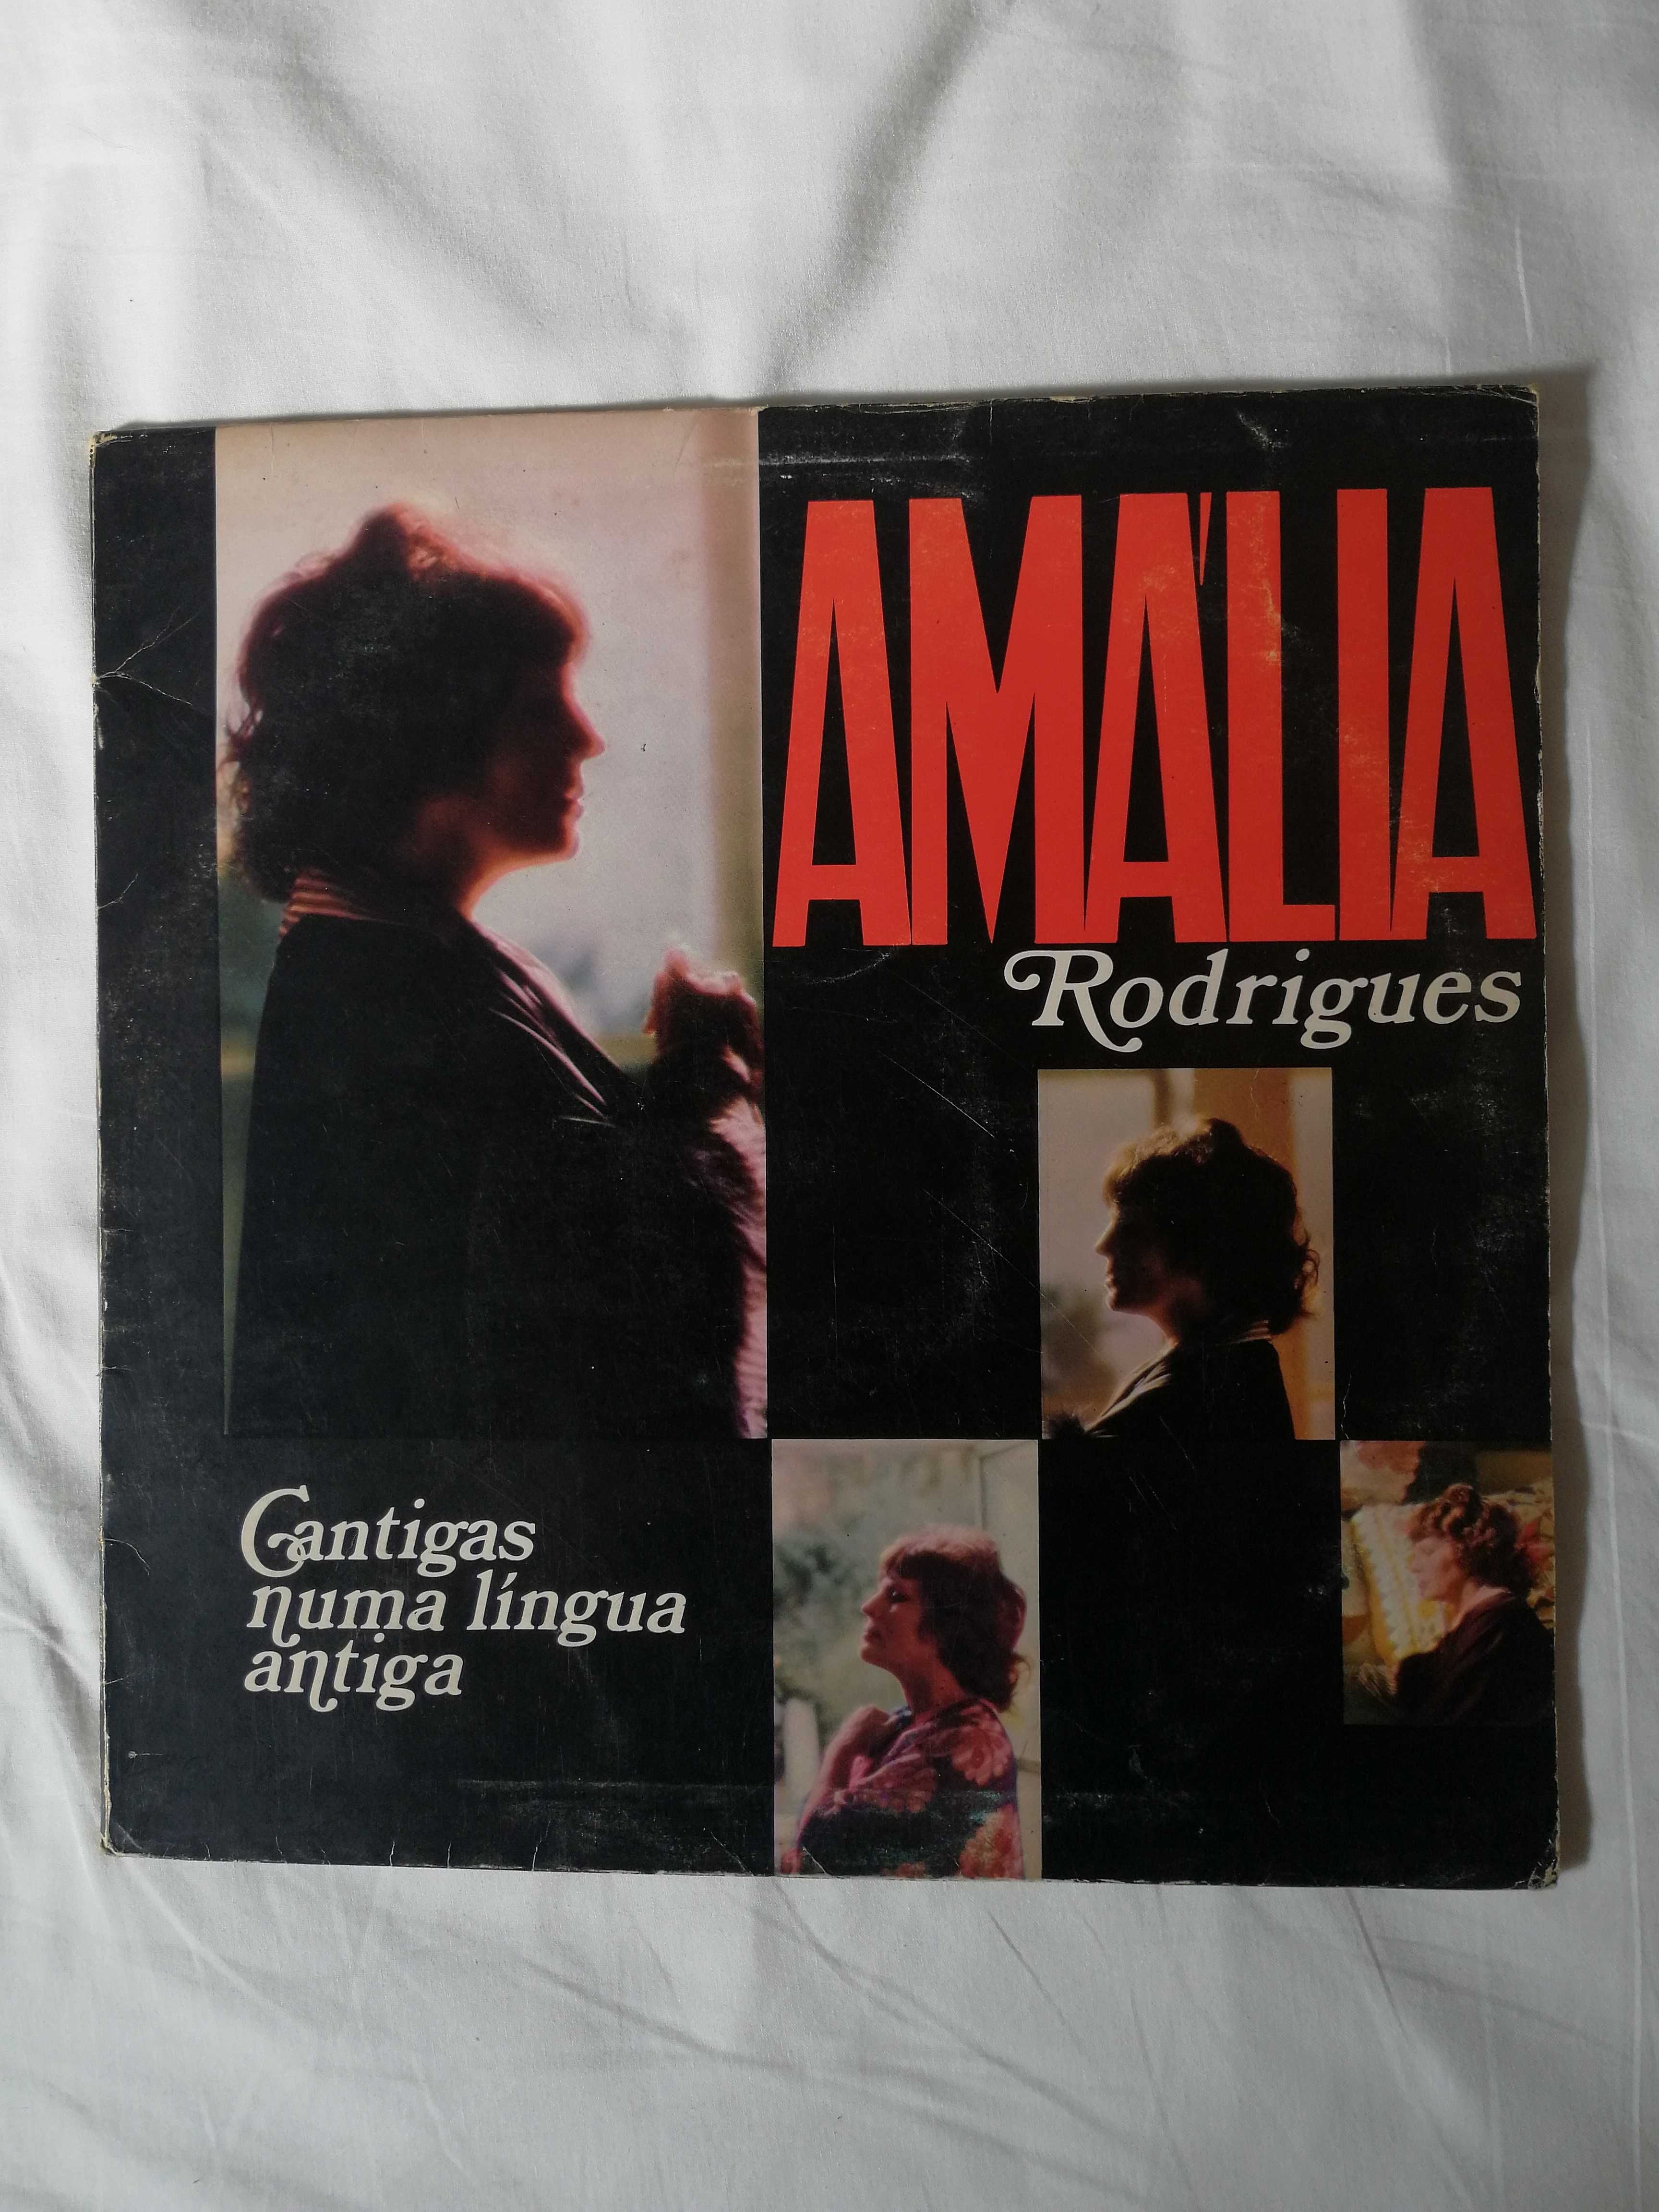 AMÁLIA
Rodrigues
Cantigas
numa língua
antiga